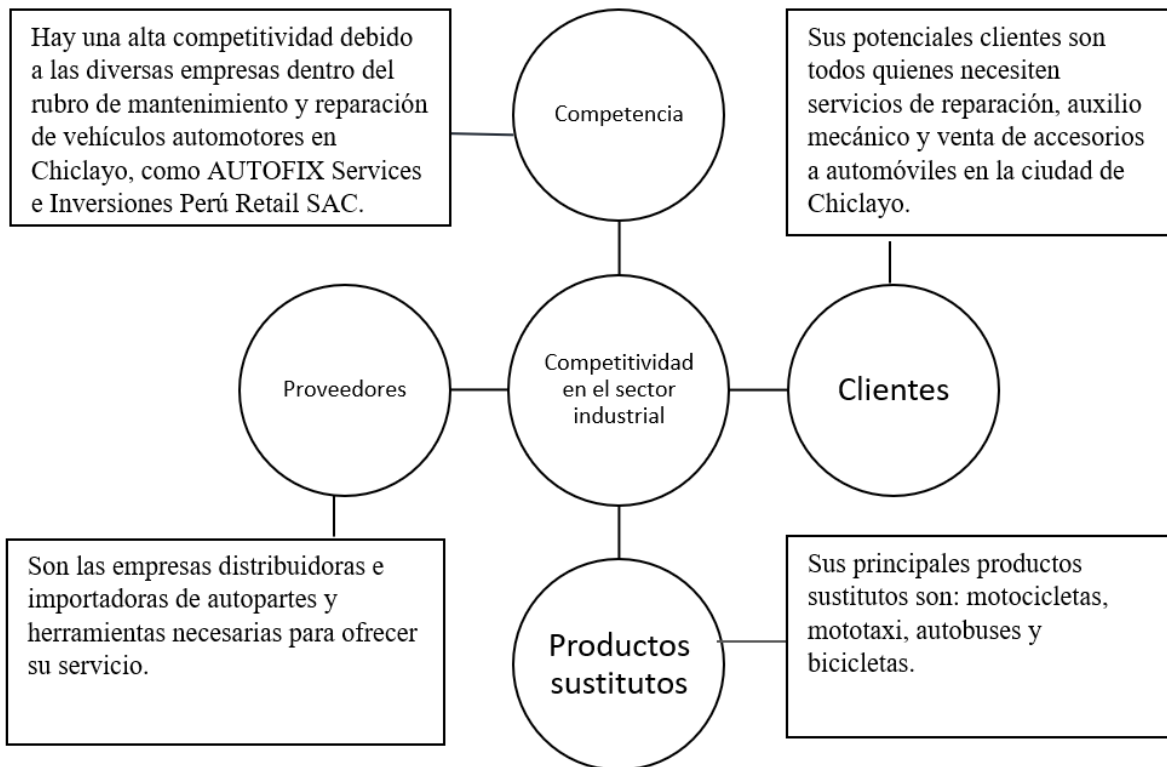 Hay una alta competitividad debido
a las diversas empresas dentro del
rubro de mantenimiento y reparación
de vehículos automotores en
Chiclayo, como AUTOFIX Services
e Inversiones Perú Retail SAC.
Competencia
Sus potenciales clientes son
todos quienes necesiten
servicios de reparación, auxilio
mecánico y venta de accesorios
a automóviles en la ciudad de
Chiclayo.
Proveedores
Competitividad
en el sector
industrial
Clientes
Son las empresas distribuidoras e
importadoras de autopartes y
herramientas necesarias para ofrecer
su servicio.
Productos
sustitutos
Sus principales productos
sustitutos son: motocicletas,
mototaxi, autobuses y
bicicletas.